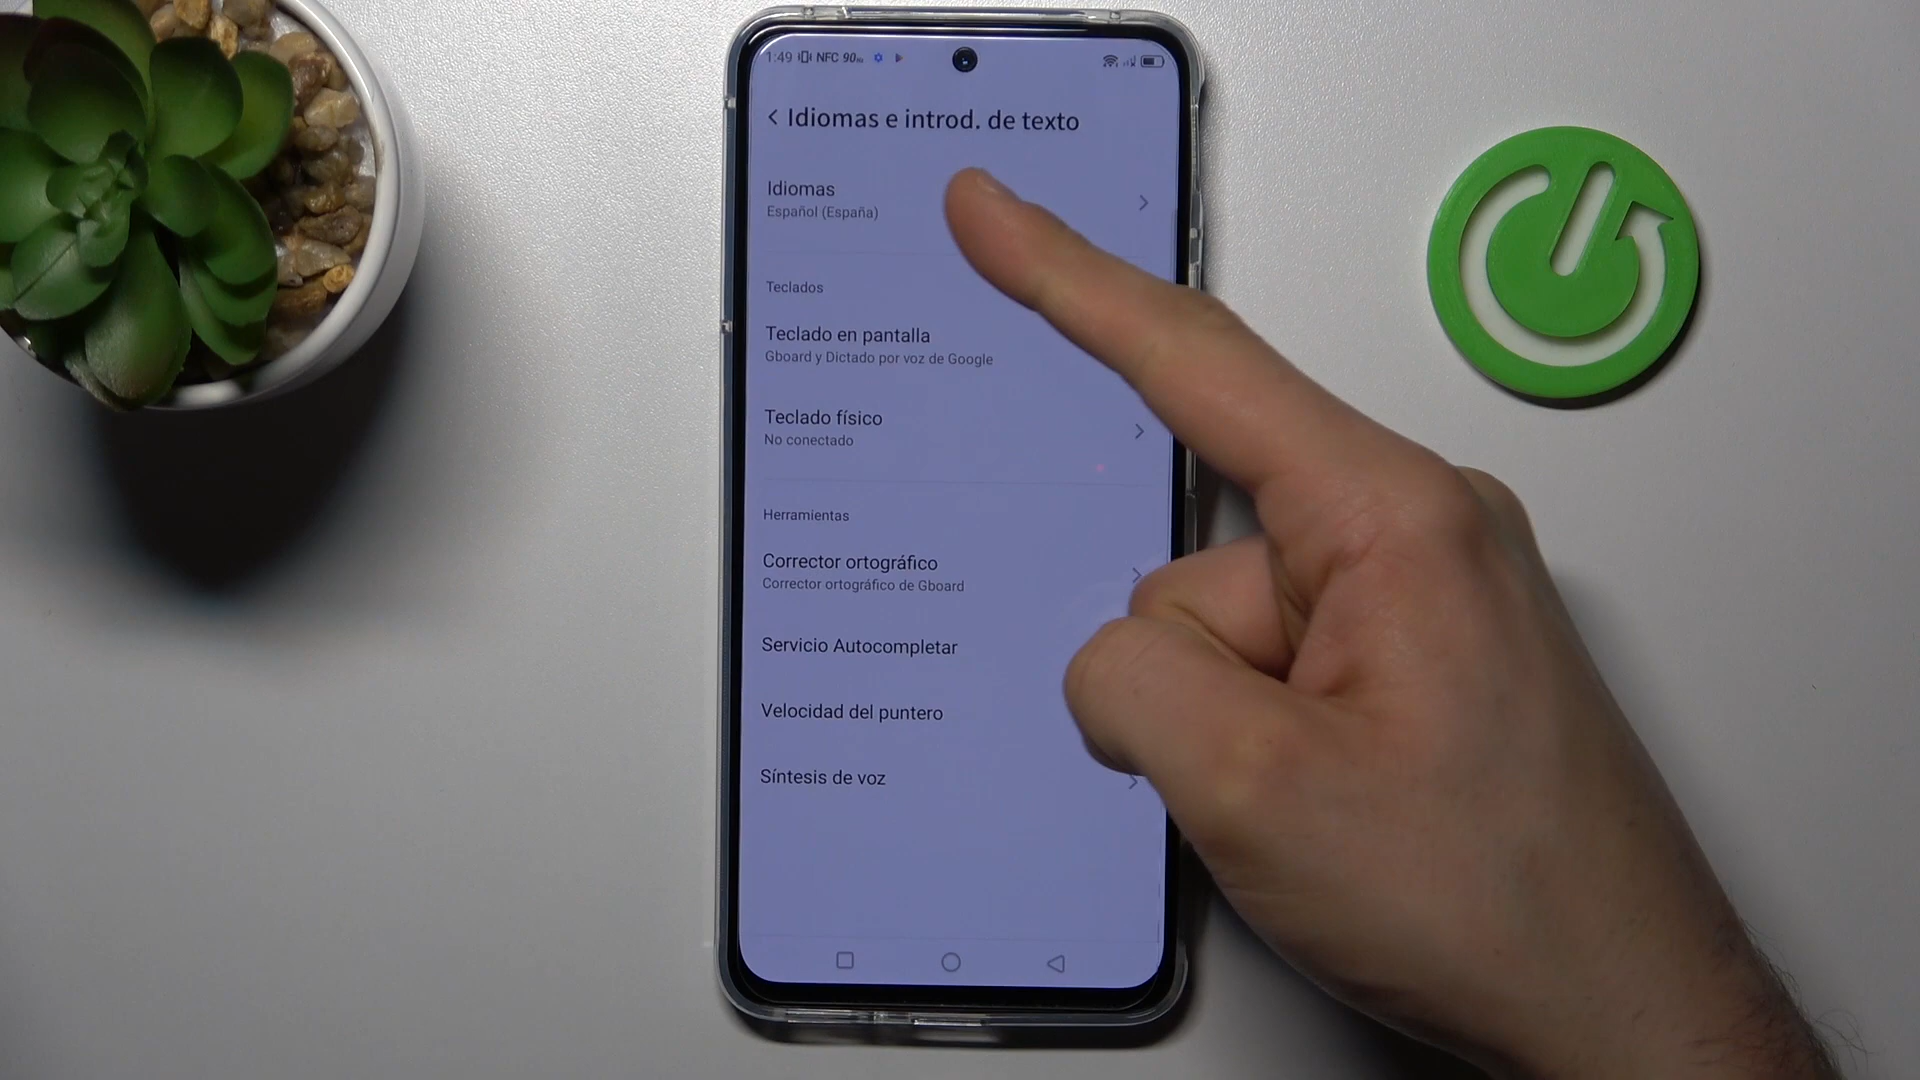 1:49 NFC 90Hz
Idiomas e introd. de texto
Idiomas
Español (España)
Teclados
Teclado en pantalla
Gboard y Dictado por voz de Google
Teclado físico
No conectado
Herramientas
Corrector ortográfico
Corrector ortográfico de Gboard
Servicio Autocompletar
Velocidad del puntero
Síntesis de voz